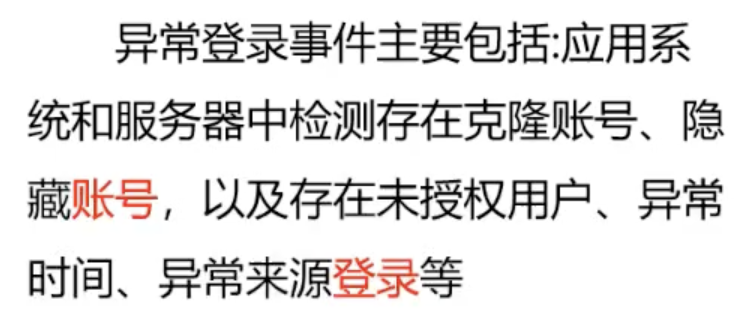 异常登录事件主要包括:应用系
统和服务器中检测存在克隆账号、隐
藏账号，以及存在未授权用户、异常
时间、异常来源登录等